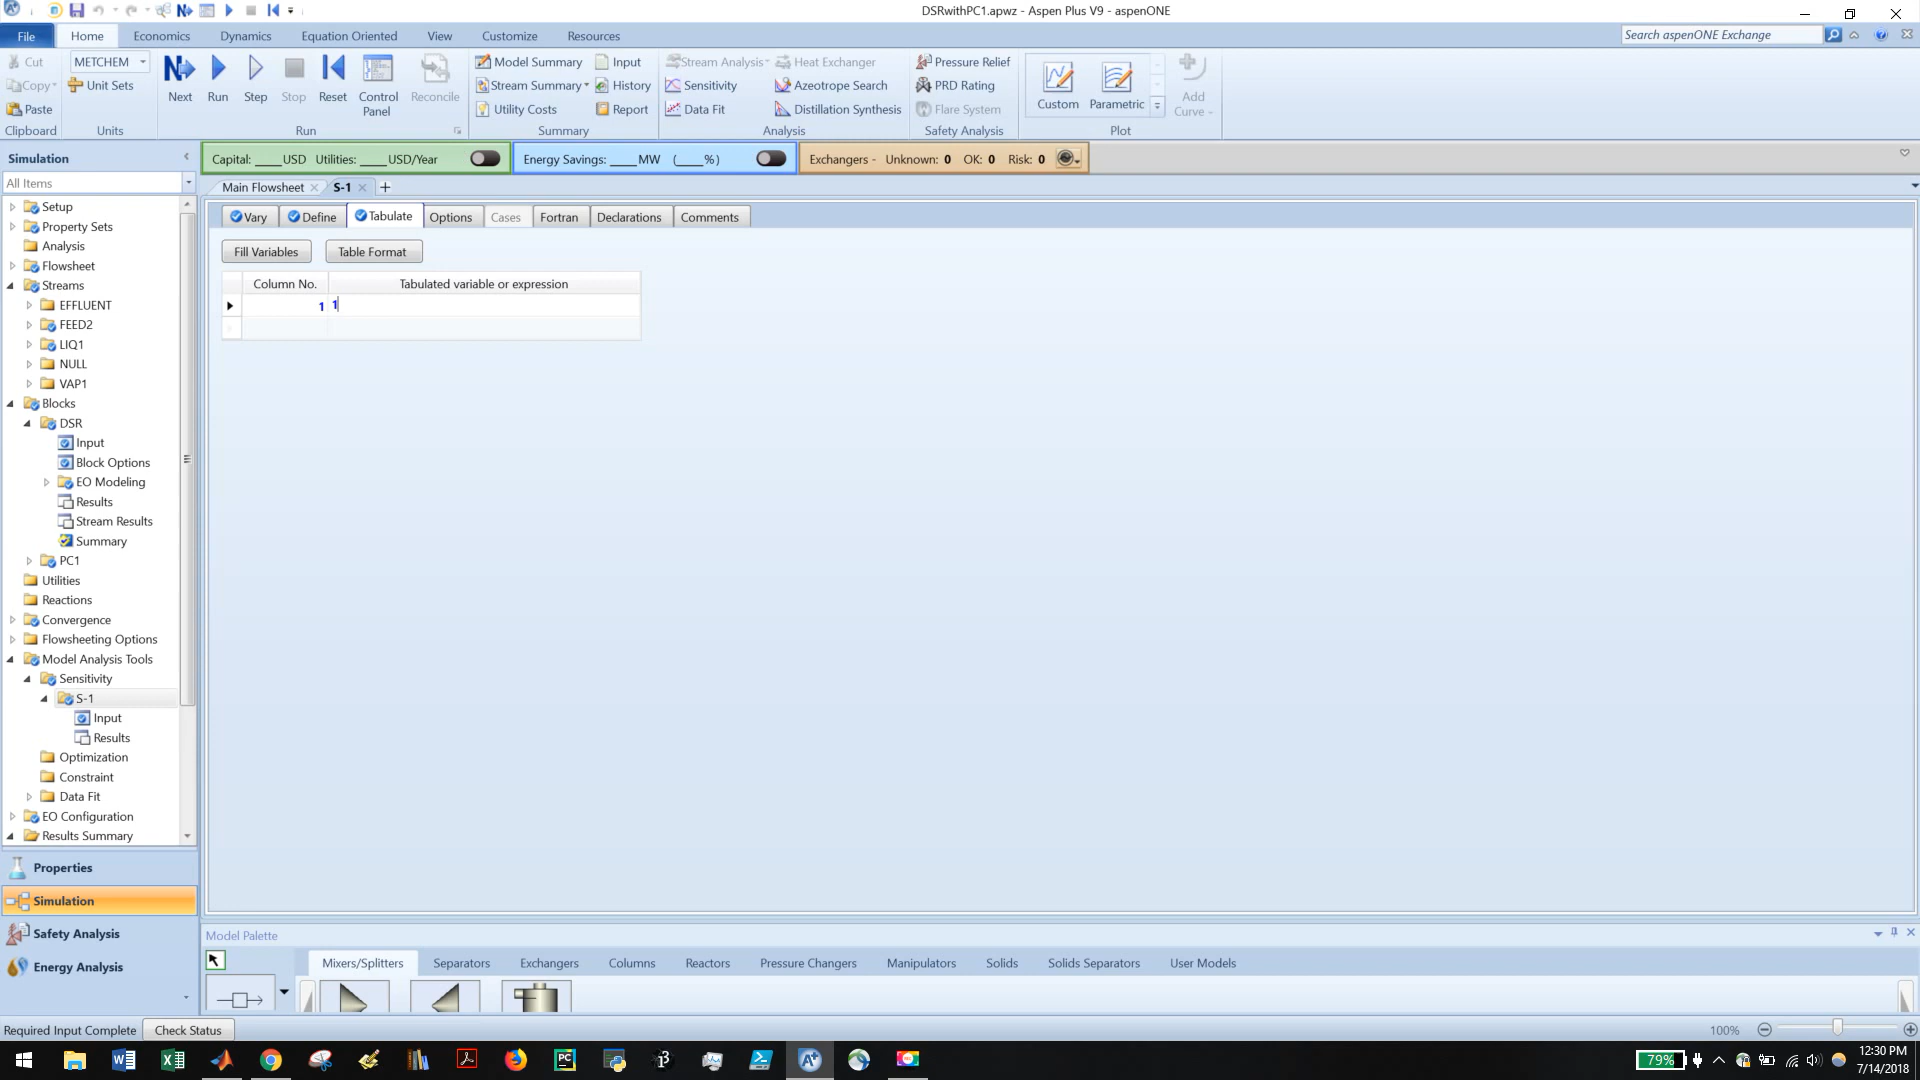 DSRwithPC1.apwz - Aspen Plus V9 - aspenONE
File Home Economics Dynamics Equation Oriented View Customize Resources
Search aspenONE Exchange
Cut
Copy
Paste
Clipboard
METCHEM
Unit Sets
Units
Next Run Step Stop Reset Control Panel Reconcile
Run
Model Summary Input
Stream Summary History
Utility Costs Report
Summary
Stream Analysis Heat Exchanger
Sensitivity Azeotrope Search
Data Fit Distillation Synthesis
Analysis
Pressure Relief
PRD Rating
Flare System
Safety Analysis
Custom Parametric Add Curve
Plot
Capital: ____ USD Utilities: ____ USD/Year
Energy Savings: ____ MW ( ____ %)
Exchangers - Unknown: 0 OK: 0 Risk: 0
Simulation
All Items
Setup
Property Sets
Analysis
Flowsheet
Streams
EFFLUENT
FEED2
LIQ1
NULL
VAP1
Blocks
DSR
Input
Block Options
EO Modeling
Results
Stream Results
Summary
PC1
Utilities
Reactions
Convergence
Flowsheeting Options
Model Analysis Tools
Sensitivity
S-1
Input
Results
Optimization
Constraint
Data Fit
EO Configuration
Results Summary
Properties
Simulation
Safety Analysis
Energy Analysis
Main Flowsheet S-1
Vary Define Tabulate Options Cases Fortran Declarations Comments
Fill Variables Table Format
Column No. Tabulated variable or expression
1 1
Model Palette
Mixers/Splitters Separators Exchangers Columns Reactors Pressure Changers Manipulators Solids Solids Separators User Models
Required Input Complete Check Status
100%
79%
12:30 PM
7/14/2018